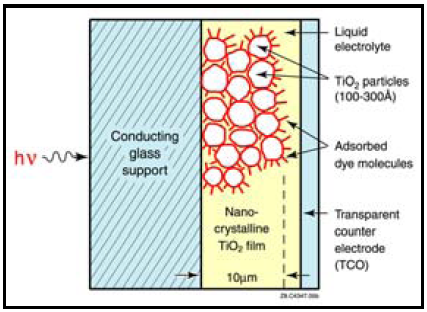 hν
Conducting
glass
support
Nano-
crystalline
TiO₂ film
10μm
Liquid
electrolyte
TiO₂ particles
(100-300Å)
Adsorbed
dye molecules
Transparent
counter
electrode
(TCO)